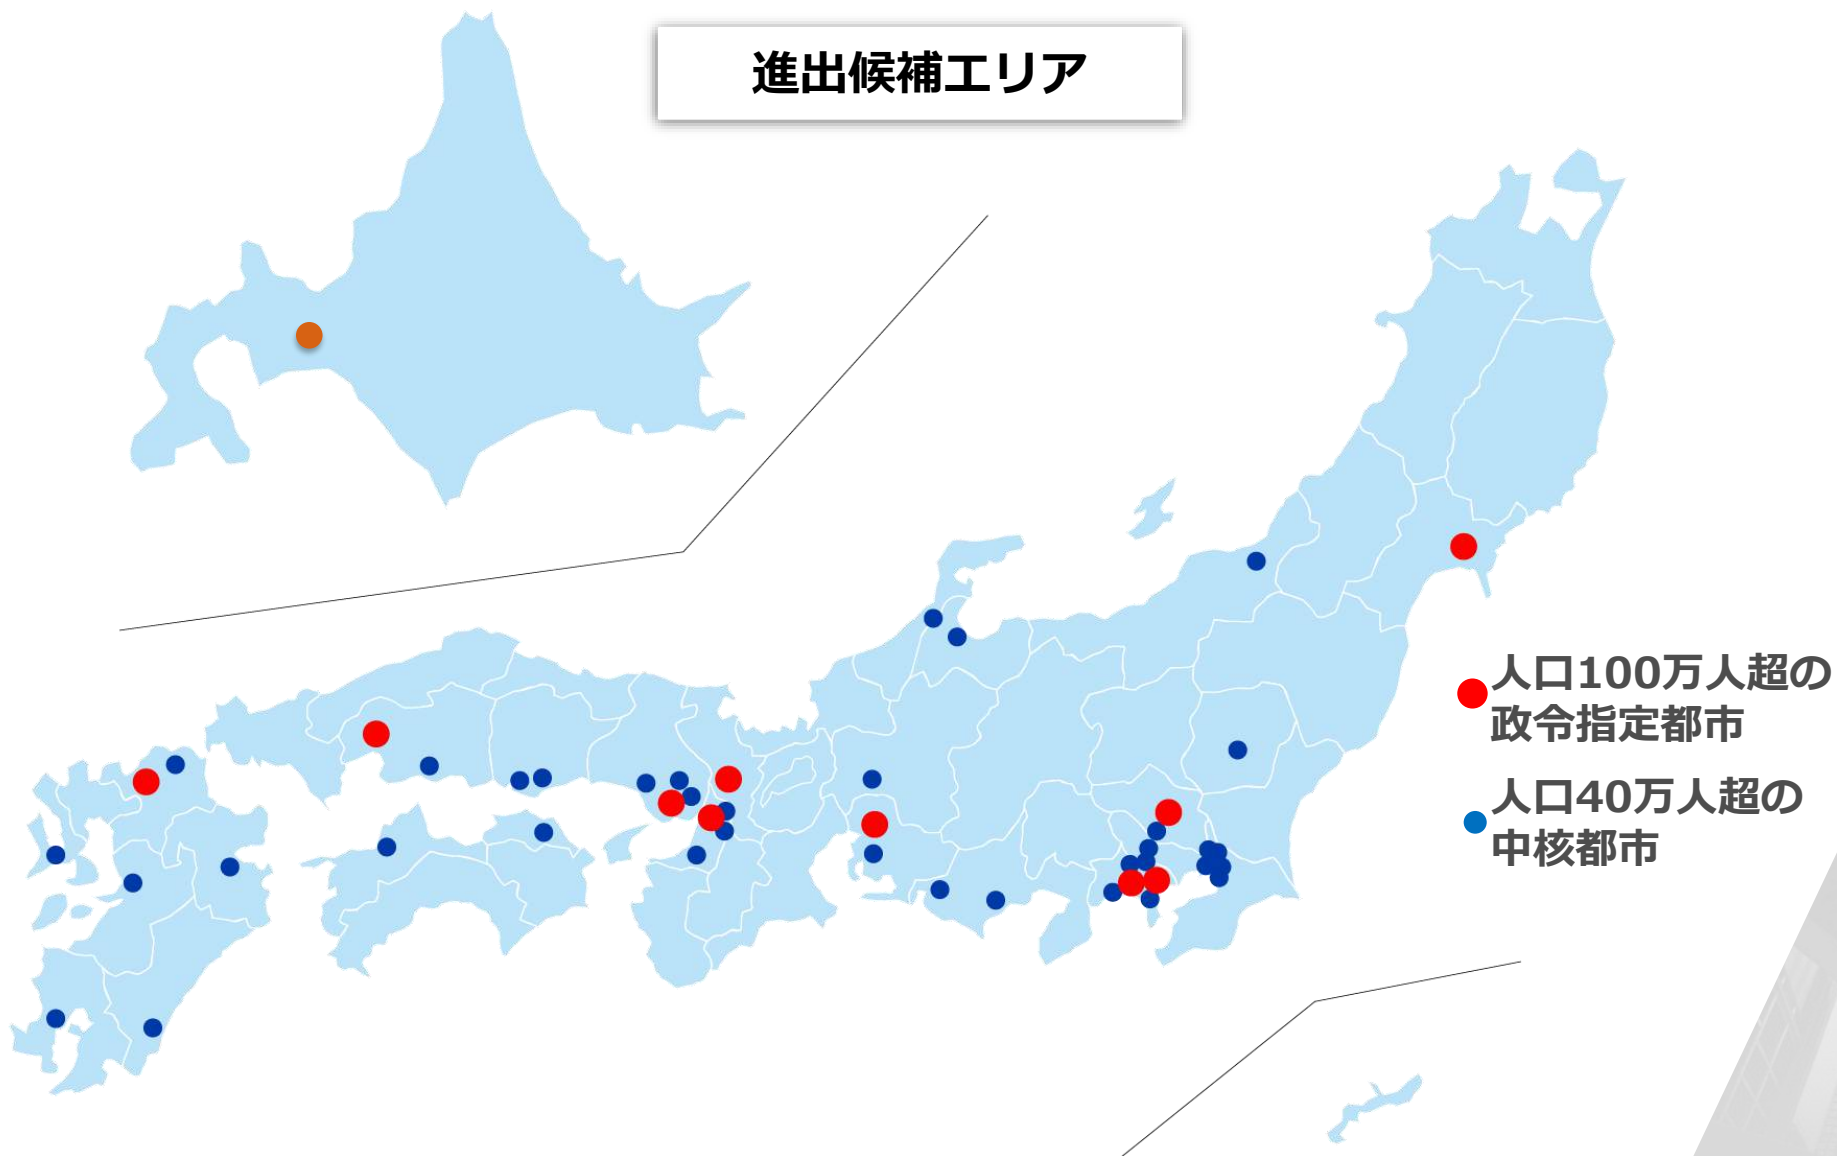 進出候補エリア
人口100万人超の
政令指定都市
人口40万人超の
中核都市